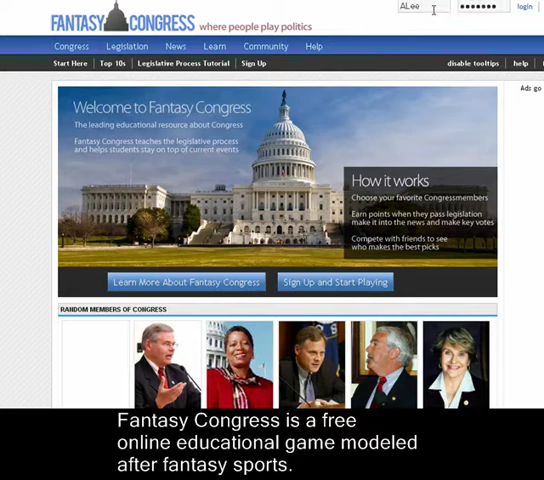 FANTASY CONGRESS where people play politics
ALee
login
Congress Legislation News Learn Community Help
Start Here Top 10s Legislative Process Tutorial Sign Up disable tooltips help
Ads go
Welcome to Fantasy Congress
The leading educational resource about Congress
Fantasy Congress teaches the legislative process
and helps students stay on top of current events
How it works
Choose your favorite Congressmembers
Earn points when they pass legislation
make it into the news and make key votes
Compete with friends to see
who makes the best picks
Learn More About Fantasy Congress
Sign Up and Start Playing
RANDOM MEMBERS OF CONGRESS
Fantasy Congress is a free
online educational game modeled
after fantasy sports.